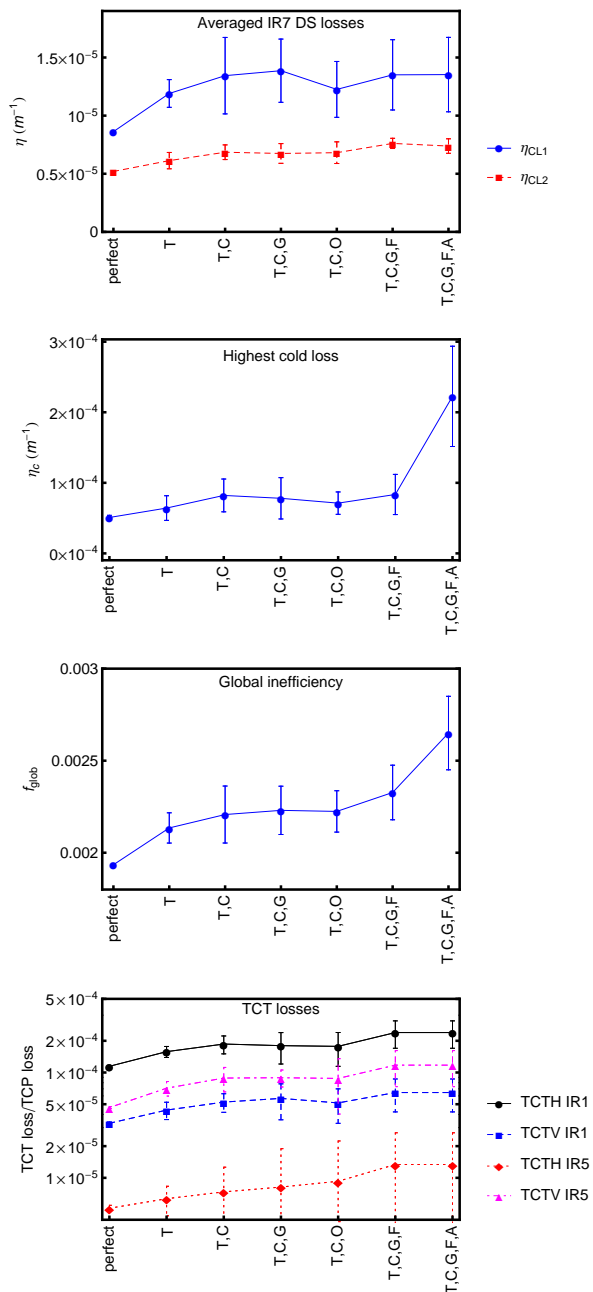 Averaged IR7 DS losses
η (m⁻¹)
1.5×10⁻⁵
10⁻⁵
0.5×10⁻⁵
0
perfect
T
T,C
T,C,G
T,C,O
T,C,G,F
T,C,G,F,A
η_CL1
η_CL2
Highest cold loss
η_c (m⁻¹)
3×10⁻⁴
2×10⁻⁴
1×10⁻⁴
0×10⁻⁴
perfect
T
T,C
T,C,G
T,C,O
T,C,G,F
T,C,G,F,A
Global inefficiency
f_glob
0.003
0.0025
0.002
perfect
T
T,C
T,C,G
T,C,O
T,C,G,F
T,C,G,F,A
TCT losses
TCT loss/TCP loss
5×10⁻⁴
2×10⁻⁴
1×10⁻⁴
5×10⁻⁵
2×10⁻⁵
1×10⁻⁵
perfect
T
T,C
T,C,G
T,C,O
T,C,G,F
T,C,G,F,A
TCTH IR1
TCTV IR1
TCTH IR5
TCTV IR5